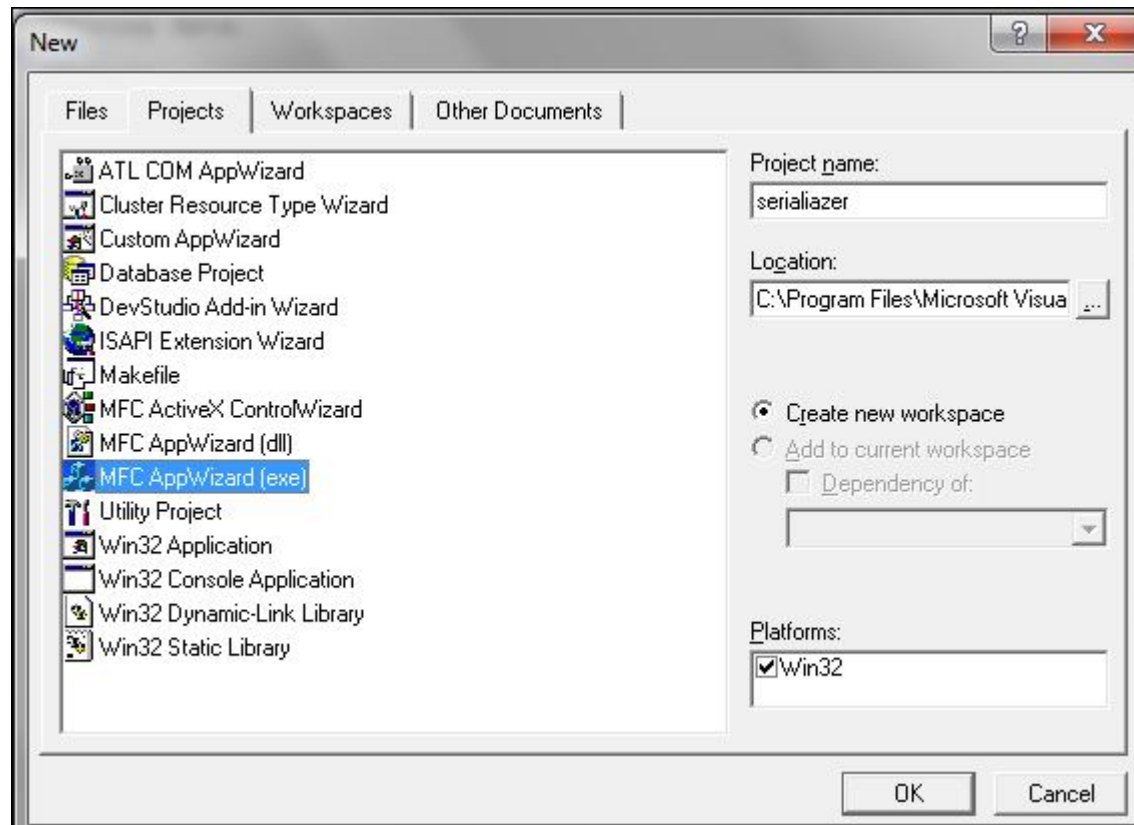 New
Files Projects Workspaces Other Documents
ATL COM AppWizard
Cluster Resource Type Wizard
Custom AppWizard
Database Project
DevStudio Add-in Wizard
ISAPI Extension Wizard
Makefile
MFC ActiveX ControlWizard
MFC AppWizard (dll)
MFC AppWizard (exe)
Utility Project
Win32 Application
Win32 Console Application
Win32 Dynamic-Link Library
Win32 Static Library
Project name:
serialiazer
Location:
C:\Program Files\Microsoft Visua ...
Create new workspace
Add to current workspace
Dependency of:
Platforms:
Win32
OK Cancel